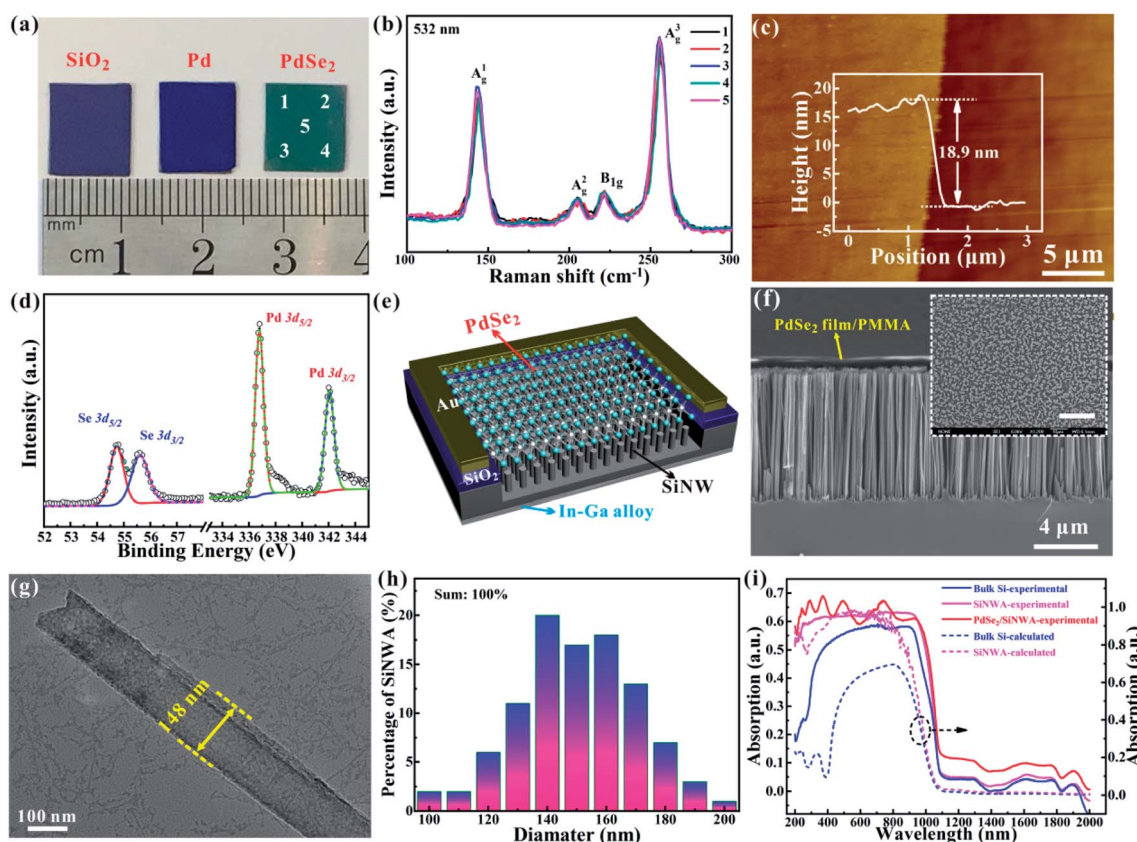 (a)
SiO2 Pd PdSe2
1 2
5
3 4
mm
cm 1 2 3 4
(b)
532 nm
Ag1
Ag2
B1g
Ag3
1
2
3
4
5
Intensity (a.u.)
100 150 200 250 300
Raman shift (cm-1)
(c)
Height (nm)
25
20
15
10
5
0
-5
18.9 nm
0 1 2 3
Position (µm)
5 µm
(d)
Pd 3d5/2
Pd 3d3/2
Se 3d5/2
Se 3d3/2
Intensity (a.u.)
52 53 54 55 56 57 334 336 338 340 342 344
Binding Energy (eV)
(e)
PdSe2
Au
SiO2
SiNW
In-Ga alloy
(f)
PdSe2 film/PMMA
4 µm
(g)
148 nm
100 nm
(h)
Sum: 100%
Percentage of SiNWA (%)
20
15
10
5
0
100 120 140 160 180 200
Diamater (nm)
(i)
Bulk Si-experimental
SiNWA-experimental
PdSe2/SiNWA-experimental
Bulk Si-calculated
SiNWA-calculated
Absorption (a.u.)
0.7
0.6
0.5
0.4
0.3
0.2
0.1
0.0
1.0
0.8
0.6
0.4
0.2
0.0
Absorption (a.u.)
200 400 600 800 1000 1200 1400 1600 1800 2000
Wavelength (nm)